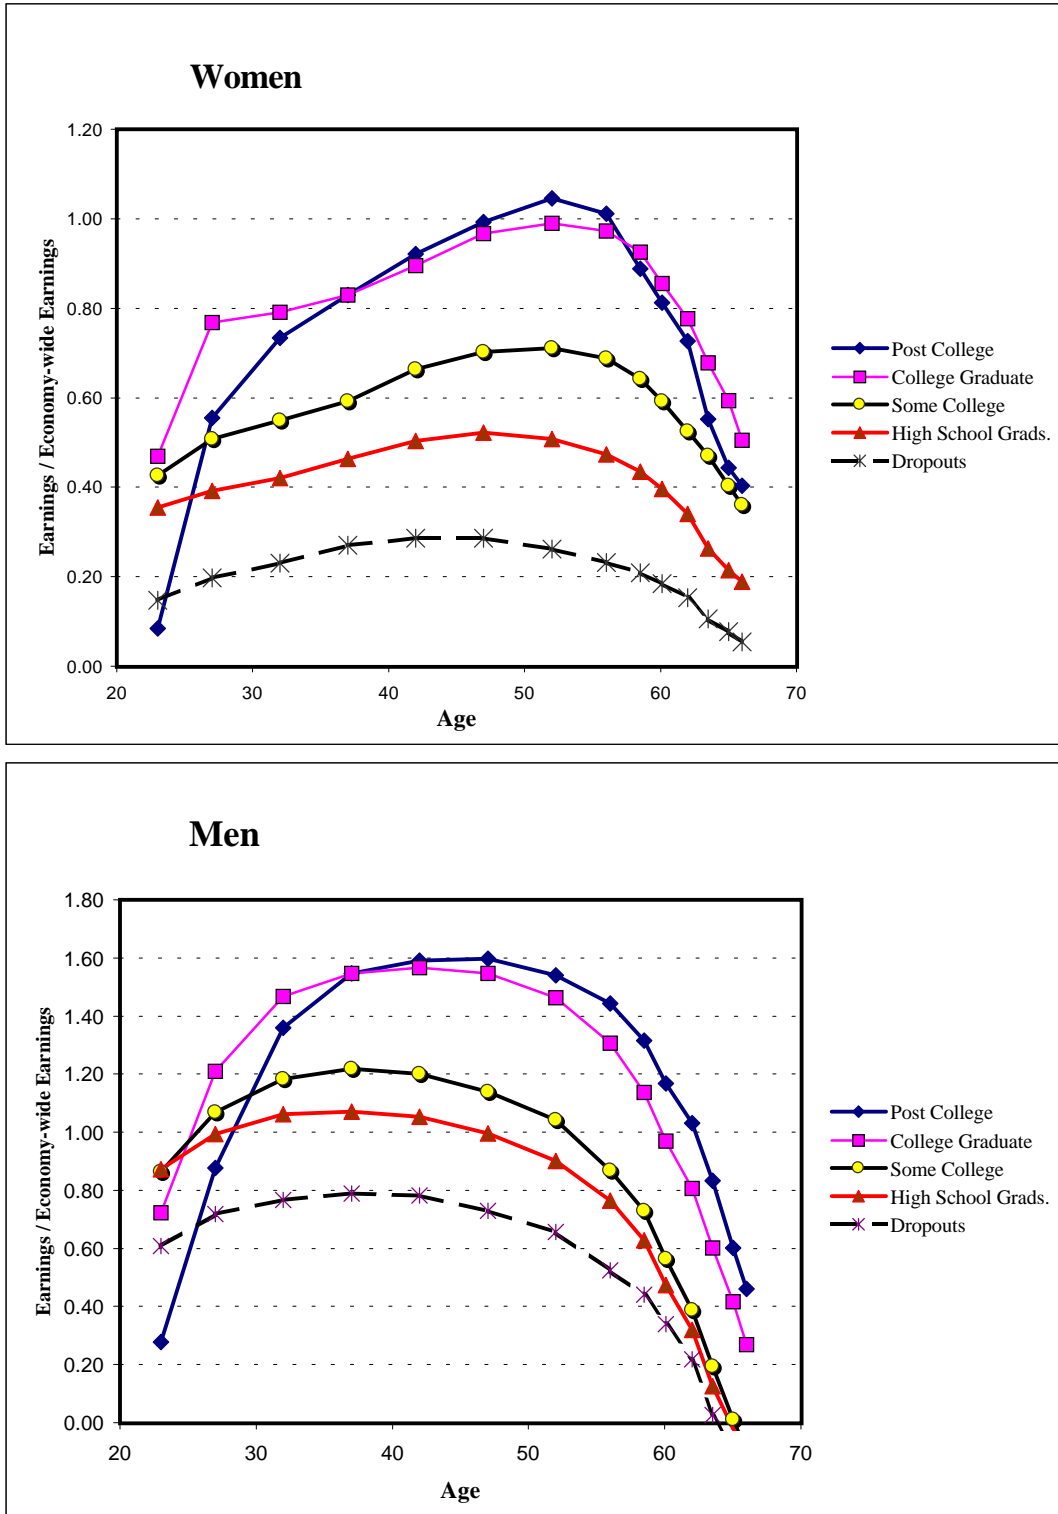 Women
1.20
1.00
0.80
0.60
0.40
0.20
0.00
Earnings / Economy-wide Earnings
20 30 40 50 60 70
Age
Post College
College Graduate
Some College
High School Grads.
Dropouts
Men
1.80
1.60
1.40
1.20
1.00
0.80
0.60
0.40
0.20
0.00
Earnings / Economy-wide Earnings
20 30 40 50 60 70
Age
Post College
College Graduate
Some College
High School Grads.
Dropouts